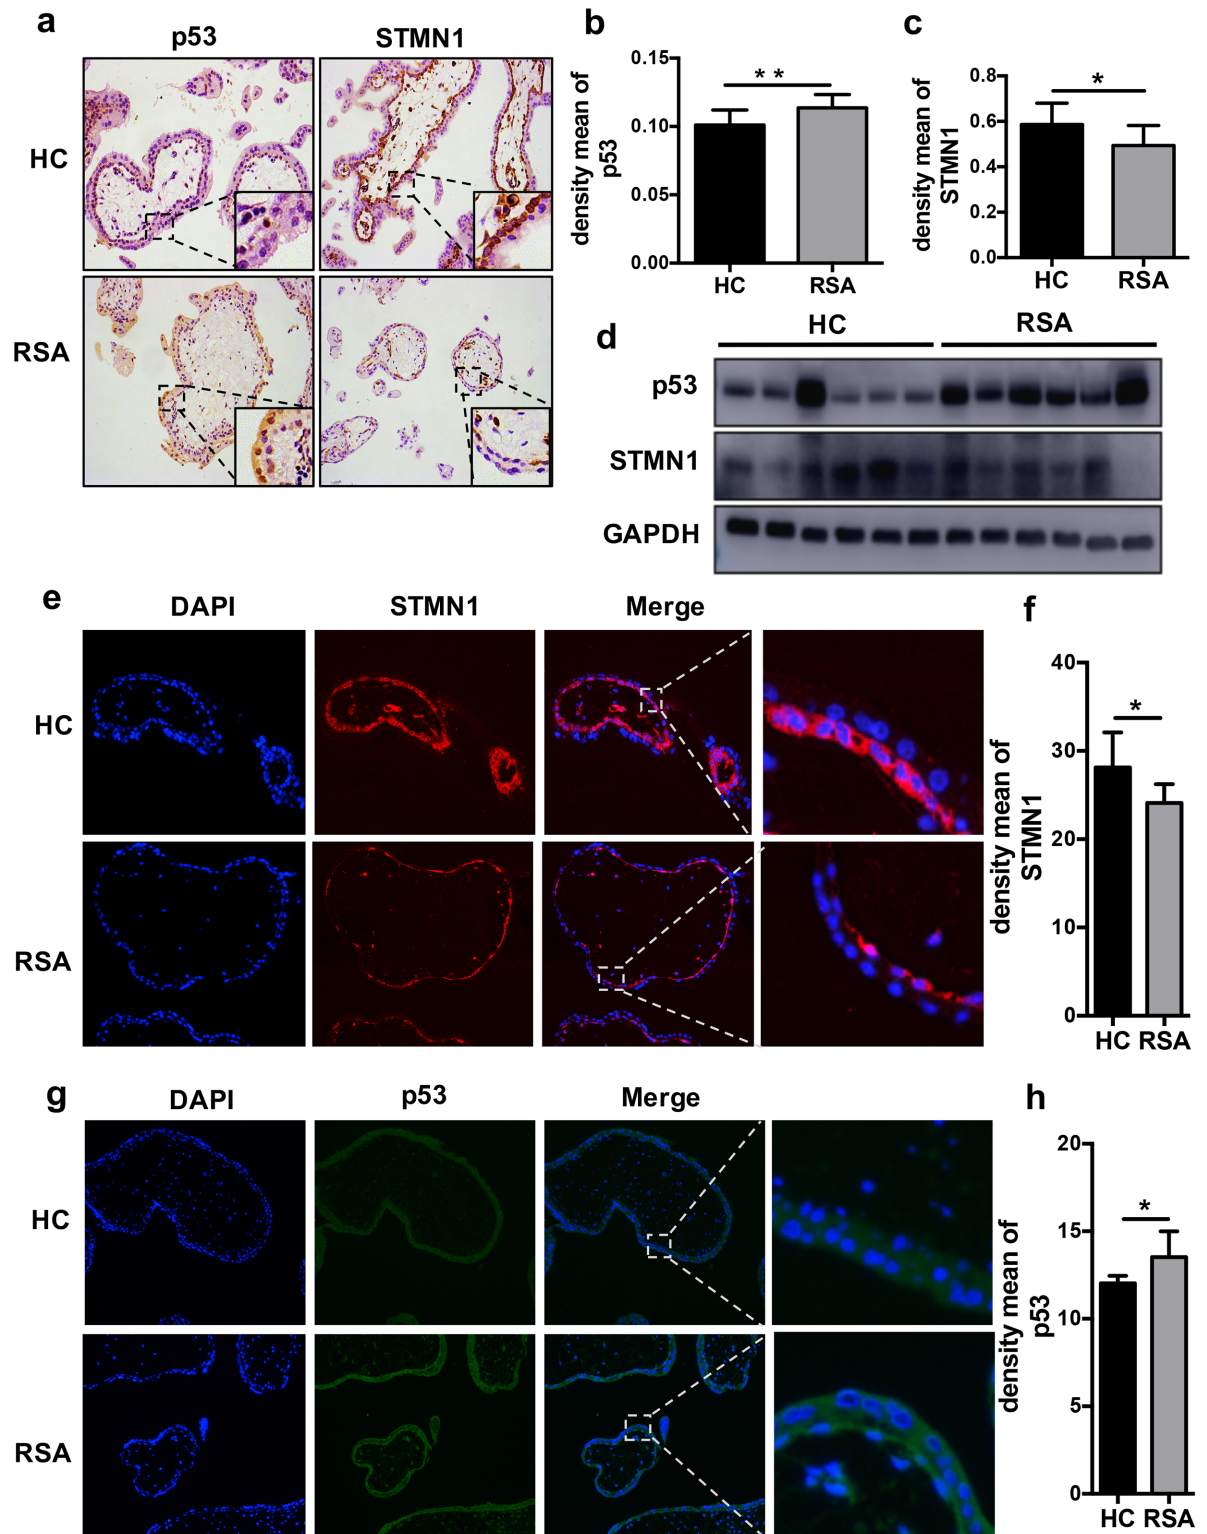 a
p53
STMN1
HC
RSA
b
density mean of
p53
0.15
0.10
0.05
0.00
* *
HC
RSA
c
density mean of
STMN1
0.8
0.6
0.4
0.2
0.0
*
HC
RSA
d
HC
RSA
p53
STMN1
GAPDH
e
DAPI
STMN1
Merge
HC
RSA
f
density mean of
STMN1
40
30
20
10
0
*
HC RSA
g
DAPI
p53
Merge
HC
RSA
h
density mean of
p53
20
15
10
5
0
*
HC RSA